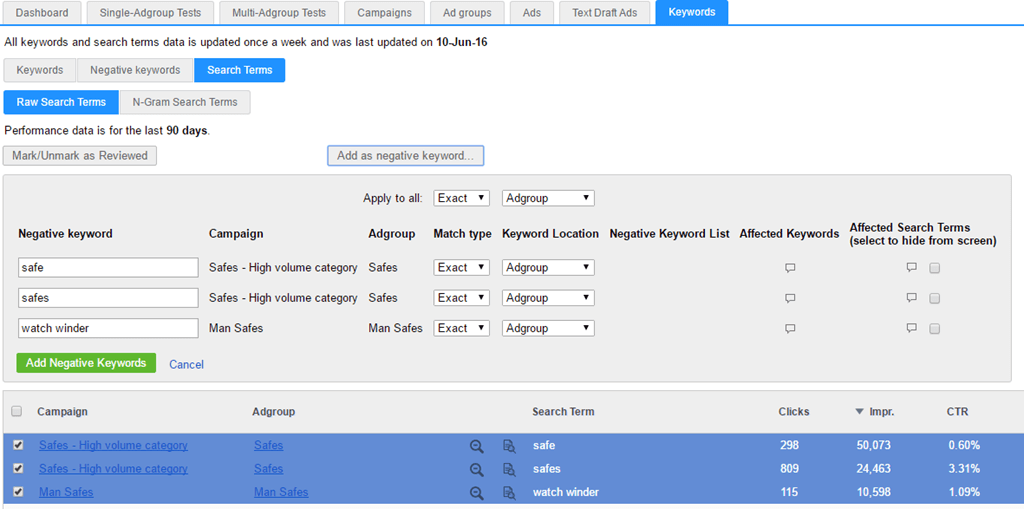 Dashboard Single-Adgroup Tests Multi-Adgroup Tests Campaigns Ad groups Ads Text Draft Ads Keywords
All keywords and search terms data is updated once a week and was last updated on 10-Jun-16
Keywords Negative keywords Search Terms
Raw Search Terms N-Gram Search Terms
Performance data is for the last 90 days.
Mark/Unmark as Reviewed Add as negative keyword...
Apply to all: Exact Adgroup
Negative keyword Campaign Adgroup Match type Keyword Location Negative Keyword List Affected Keywords Affected Search Terms
(select to hide from screen)
safe Safes - High volume category Safes Exact Adgroup
safes Safes - High volume category Safes Exact Adgroup
watch winder Man Safes Man Safes Exact Adgroup
Add Negative Keywords Cancel
Campaign Adgroup Search Term Clicks Impr. CTR
Safes - High volume category Safes safe 298 50,073 0.60%
Safes - High volume category Safes safes 809 24,463 3.31%
Man Safes Man Safes watch winder 115 10,598 1.09%